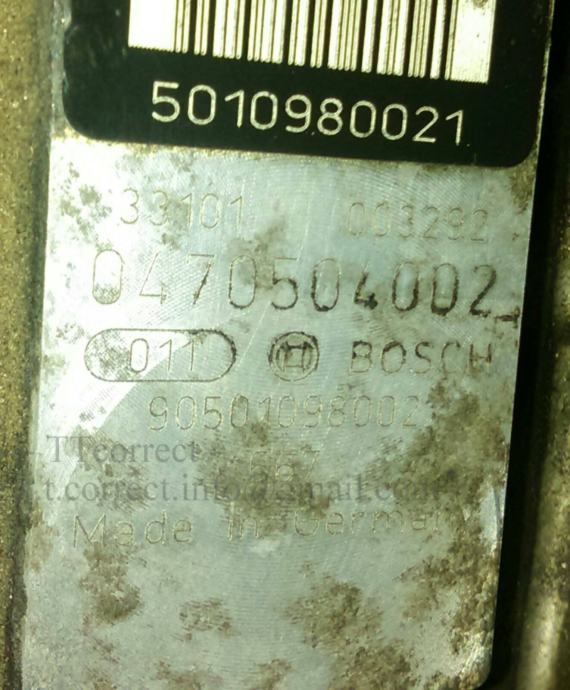 5010980021
33101 003292
0470504002
011 BOSCH
90501098002
TTcorrect
Made in Germany